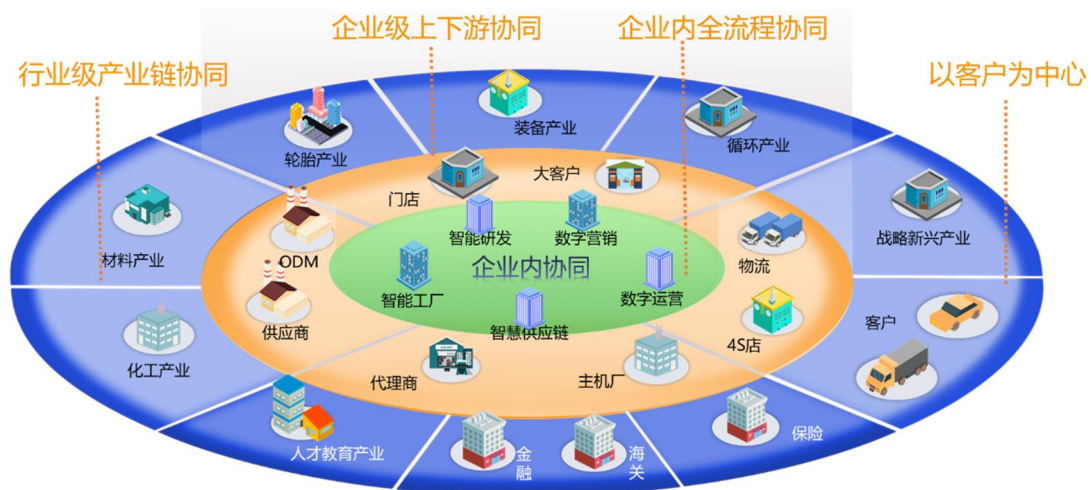 企业级上下游协同
企业内全流程协同
行业级产业链协同
以客户为中心
装备产业
轮胎产业
循环产业
大客户
门店
智能研发
数字营销
战略新兴产业
材料产业
ODM
企业内协同
物流
智能工厂
数字运营
供应商
智慧供应链
客户
4S店
化工产业
代理商
主机厂
人才教育产业
金
融
海
关
保险